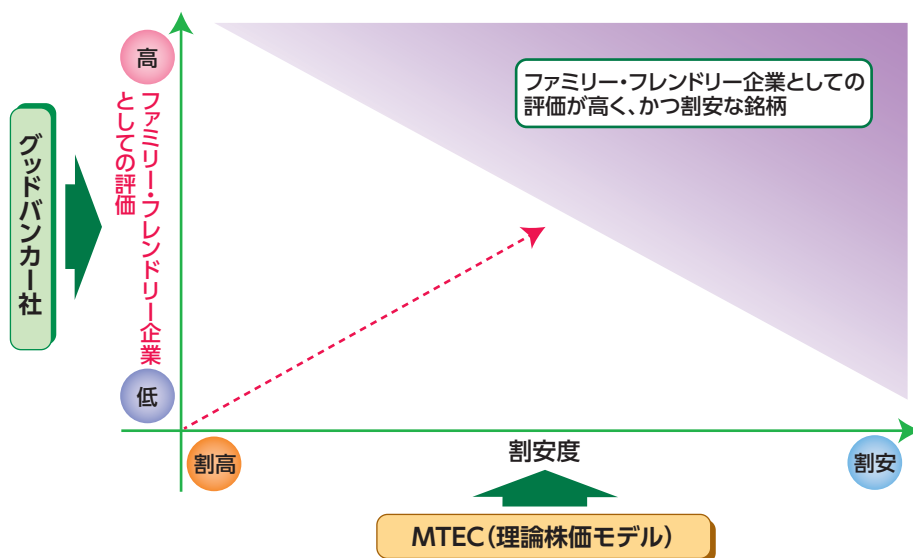 高
ファミリー・フレンドリー企業としての
評価が高く、かつ割安な銘柄
グッドバンカー社
ファミリー・フレンドリー企業
としての評価
低
割高
割安度
割安
MTEC(理論株価モデル)